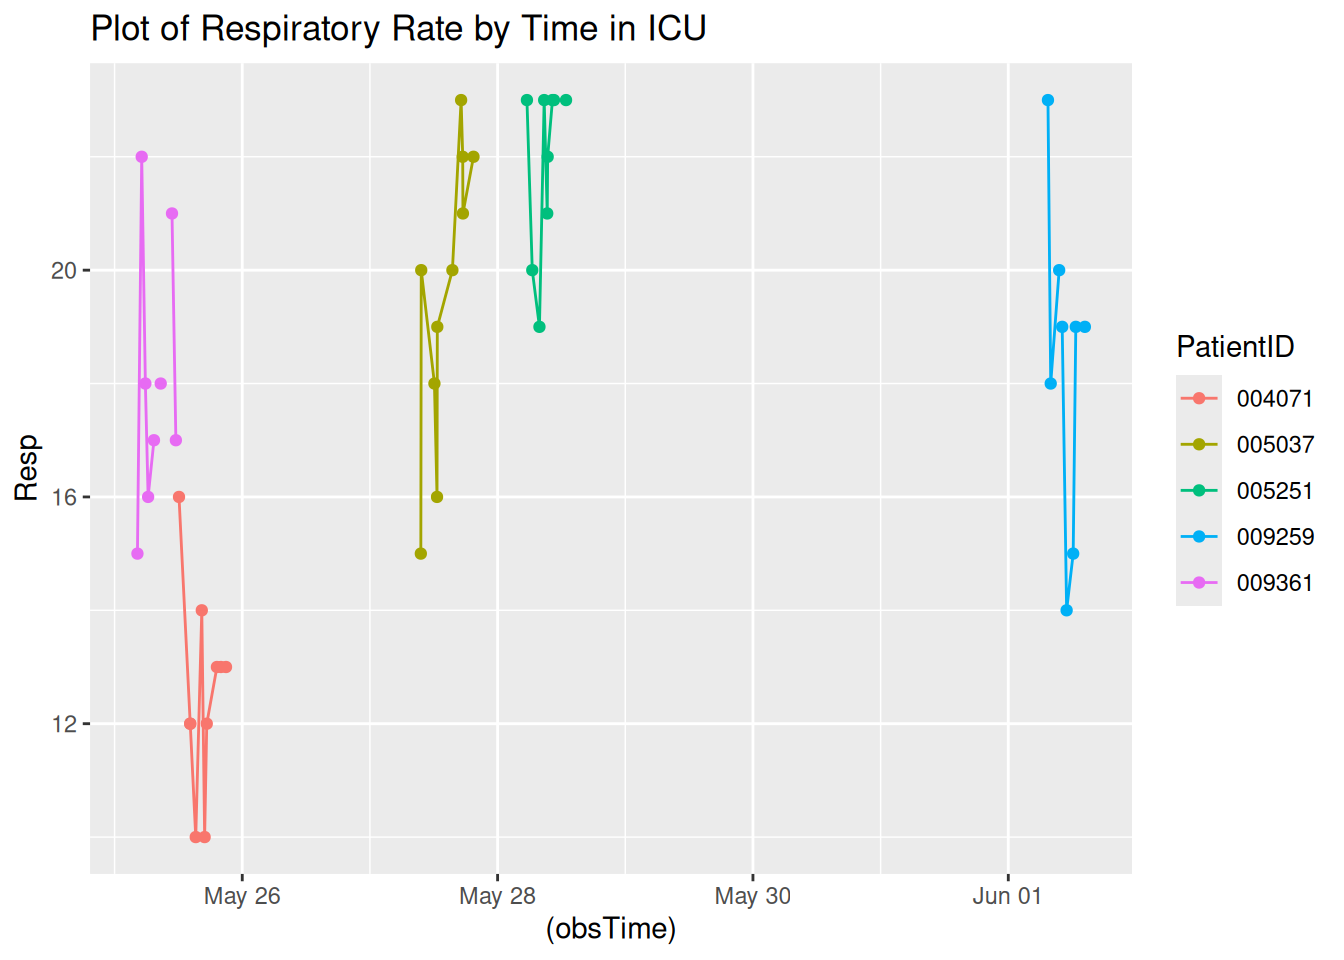 Plot of Respiratory Rate by Time in ICU
Resp
20
16
12
May 26
May 28
May 30
Jun 01
(obsTime)
PatientID
004071
005037
005251
009259
009361